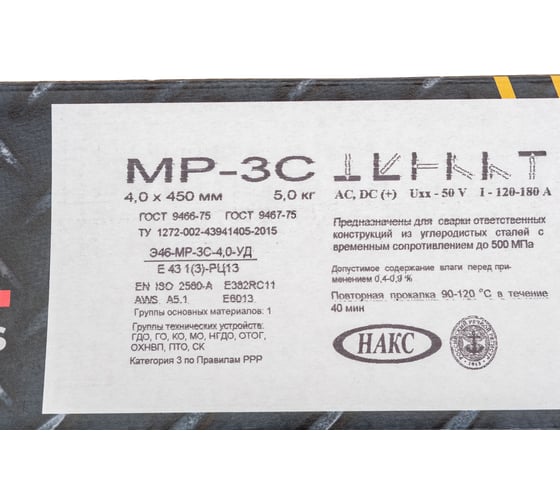 МР-3С
4,0 х 450 мм 5,0 кг
ГОСТ 9466-75 ГОСТ 9467-75
ТУ 1272-002-43941405-2015
Э46-МР-3С-4,0-УД
Е 43 1(3)-РЦ13
EN ISO 2560-A E382RC11
AWS A5.1 E6013
Группы основных материалов: 1
Группы технических устройств:
ГДО, ГО, КО, МО, НГДО, ОТОГ,
ОХНВП, ПТО, СК
Категория 3 по Правилам РРР
AC, DC (+) Uxx - 50 V I - 120-180 A
Предназначены для сварки ответственных
конструкций из углеродистых сталей с
временным сопротивлением до 500 МПа
Допустимое содержание влаги перед при-
менением 0,4-0,9 %
Повторная прокалка 90-120 °С в течение
40 мин
НАКС
1913
S